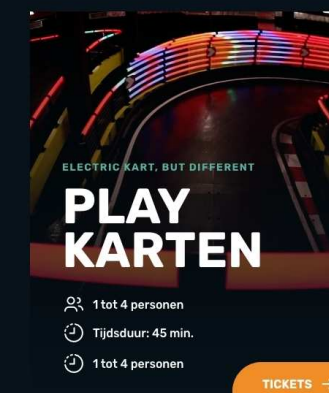 ELECTRIC KART, BUT DIFFERENT
PLAY
KARTEN
1 tot 4 personen
Tijdsduur: 45 min.
1 tot 4 personen
TICKETS →